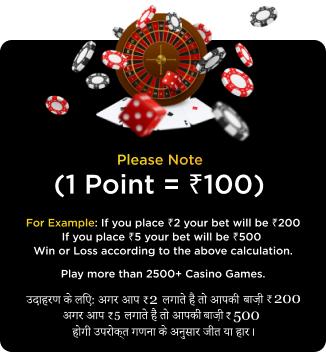 Please Note
(1 Point = ₹100)
For Example: If you place ₹2 your bet will be ₹200
If you place ₹5 your bet will be ₹500
Win or Loss according to the above calculation.
Play more than 2500+ Casino Games.
उदाहरण के लिए: अगर आप ₹2 लगाते है तो आपकी बाज़ी ₹200
अगर आप ₹5 लगाते है तो आपकी बाज़ी ₹500
होगी उपरोक्त गणना के अनुसार जीत या हार।